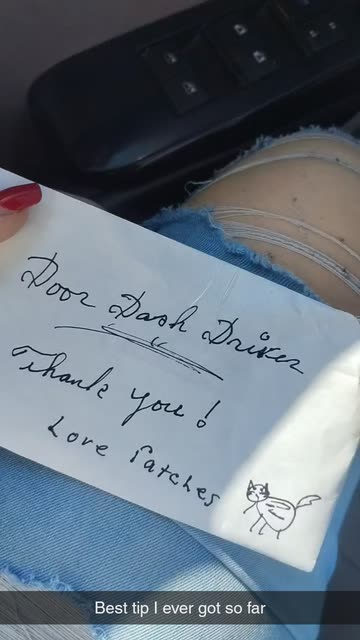 Door Dash Driver
Thank you!
Love Patches
Best tip I ever got so far